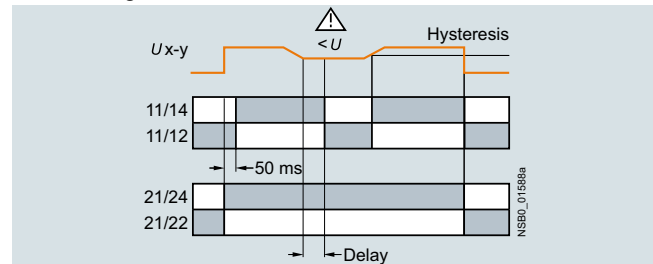 < U
Hysteresis
U x-y
11/14
11/12
50 ms
21/24
21/22
Delay
NSB0_01588a